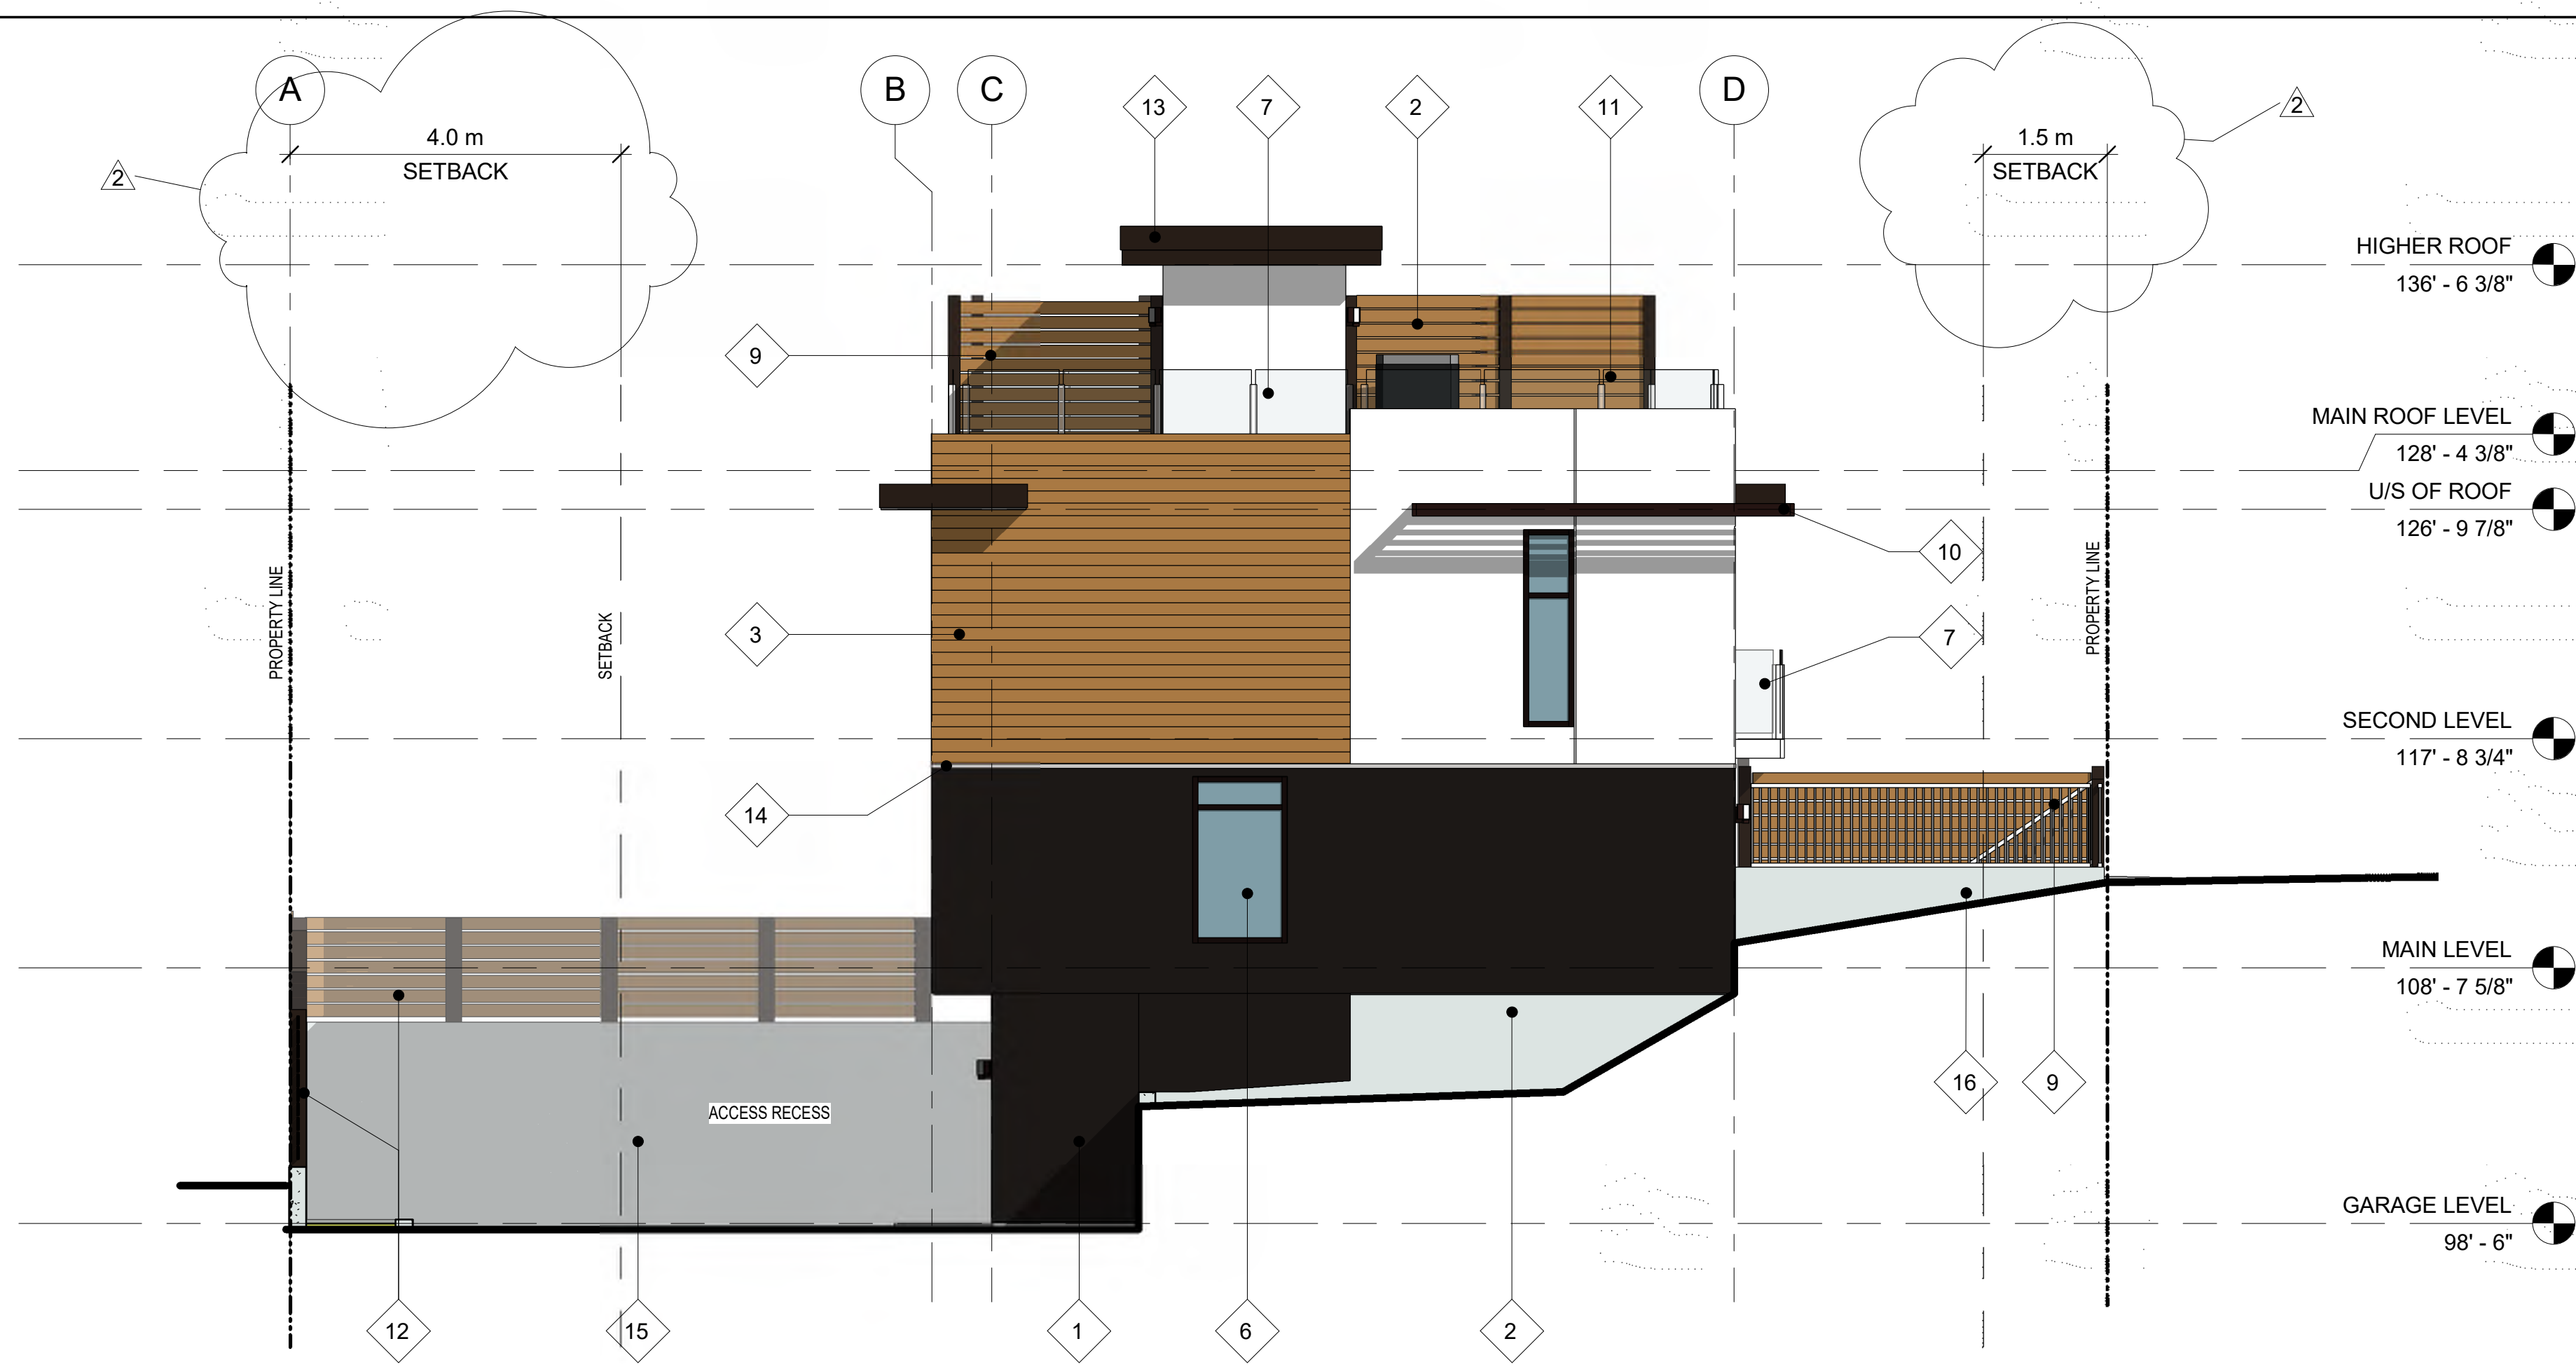 A
B
C
D
13
7
2
11
4.0 m
SETBACK
2
1.5 m
SETBACK
2
HIGHER ROOF
136' - 6 3/8"
9
MAIN ROOF LEVEL
128' - 4 3/8"
U/S OF ROOF
126' - 9 7/8"
10
PROPERTY LINE
SETBACK
3
7
PROPERTY LINE
SECOND LEVEL
117' - 8 3/4"
14
MAIN LEVEL
108' - 7 5/8"
16
9
ACCESS RECESS
GARAGE LEVEL
98' - 6"
12
15
1
6
2